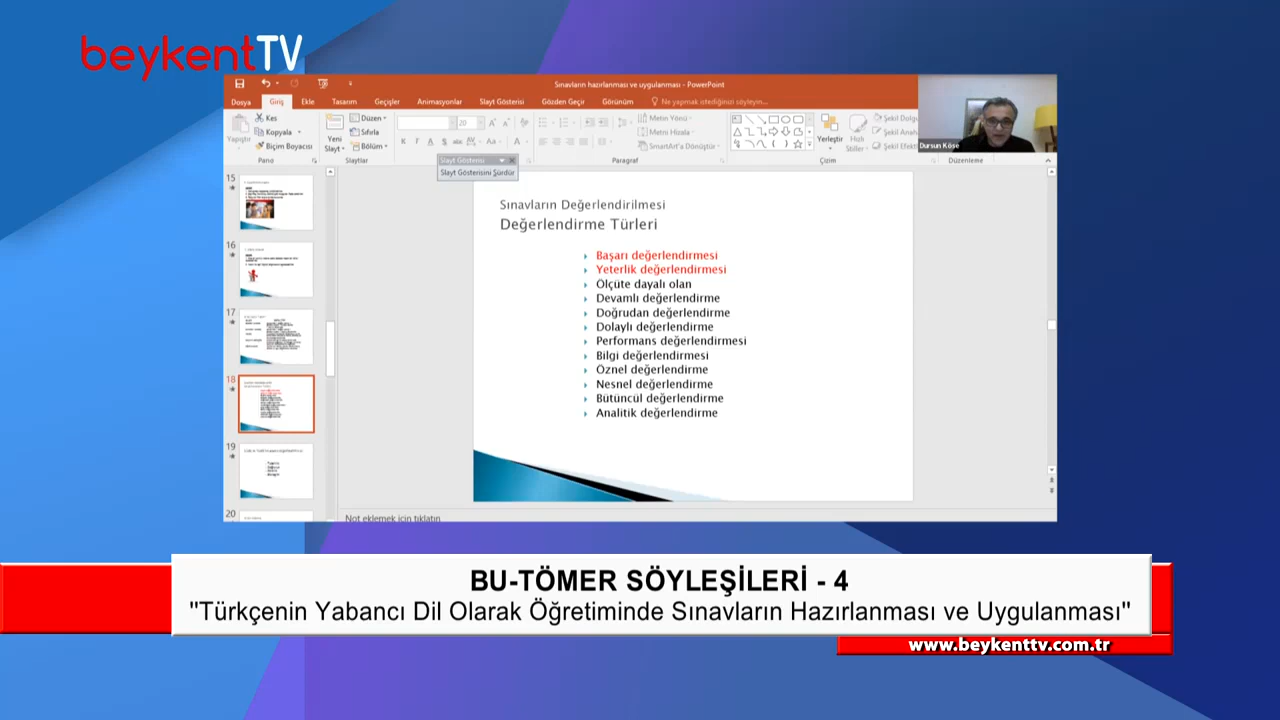 beykentTV
Sınavların hazırlanması ve uygulanması - PowerPoint
Dosya Giriş Ekle Tasarım Geçişler Animasyonlar Slayt Gösterisi Gözden Geçir Görünüm Ne yapmak istediğinizi söyleyin...
Yapıştır
Kes
Kopyala
Biçim Boyacısı
Pano
Yeni
Slayt
Düzen
Sıfırla
Bölüm
Slaytlar
20
Metin Yönü
Metni Hizala
SmartArt'a Dönüştür
Paragraf
Yerleştir
Hızlı
Stiller
Şekil Dolgu
Şekil Anah
Şekil Efekt
Çizim
Düzenleme
Dursun Köse
Slayt Gösterisi
Slayt Gösterisini Sürdür
15
16
17
18
19
20
Sınavların Değerlendirilmesi
Değerlendirme Türleri
Başarı değerlendirmesi
Yeterlik değerlendirmesi
Ölçüte dayalı olan
Devamlı değerlendirme
Doğrudan değerlendirme
Dolaylı değerlendirme
Performans değerlendirmesi
Bilgi değerlendirmesi
Öznel değerlendirme
Nesnel değerlendirme
Bütüncül değerlendirme
Analitik değerlendirme
Not eklemek için tıklatın
BU-TÖMER SÖYLEŞİLERİ - 4
"Türkçenin Yabancı Dil Olarak Öğretiminde Sınavların Hazırlanması ve Uygulanması"
www.beykenttv.com.tr